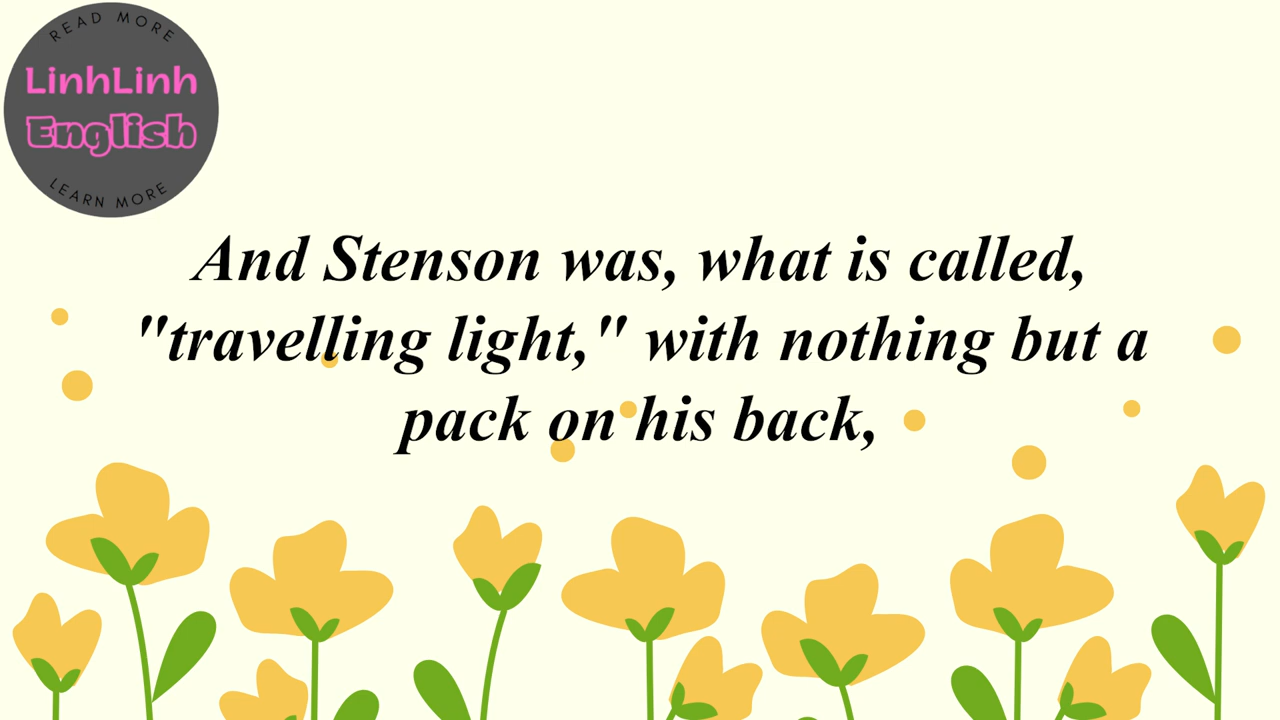 READ MORE
LinhLinh
English
LEARN MORE
And Stenson was, what is called,
"travelling light," with nothing but a
pack on his back,